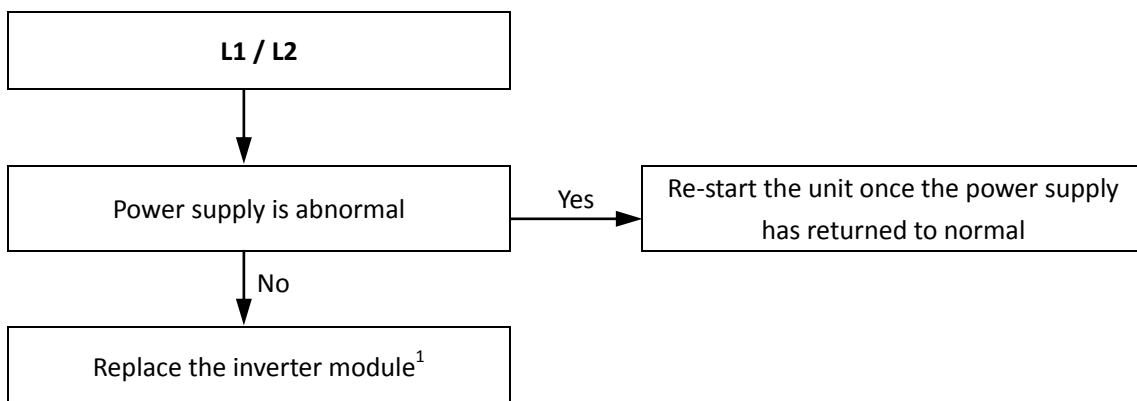 L1 / L2
Power supply is abnormal
Yes
Re-start the unit once the power supply
has returned to normal
No
Replace the inverter module1